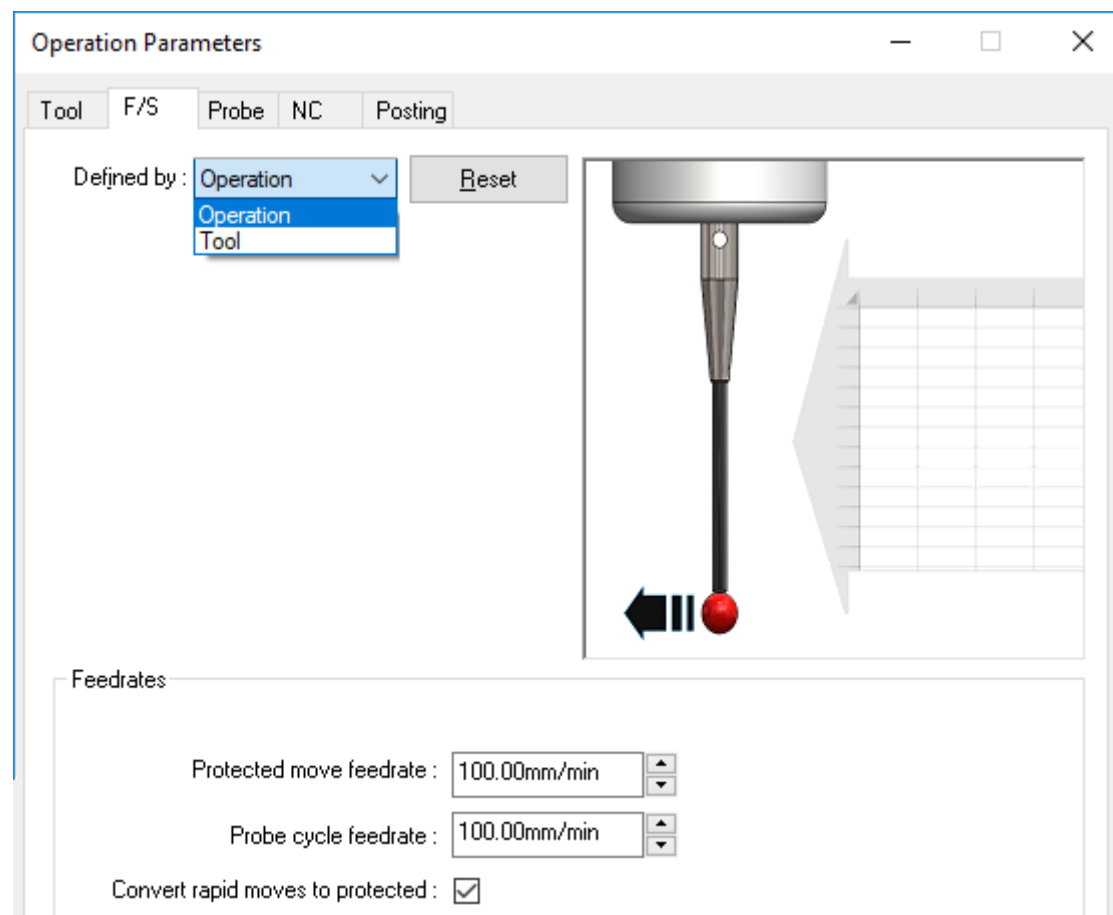 Operation Parameters
Tool F/S Probe NC Posting
Defined by : Operation Reset
Operation
Tool
Feedrates
Protected move feedrate : 100.00mm/min
Probe cycle feedrate : 100.00mm/min
Convert rapid moves to protected :